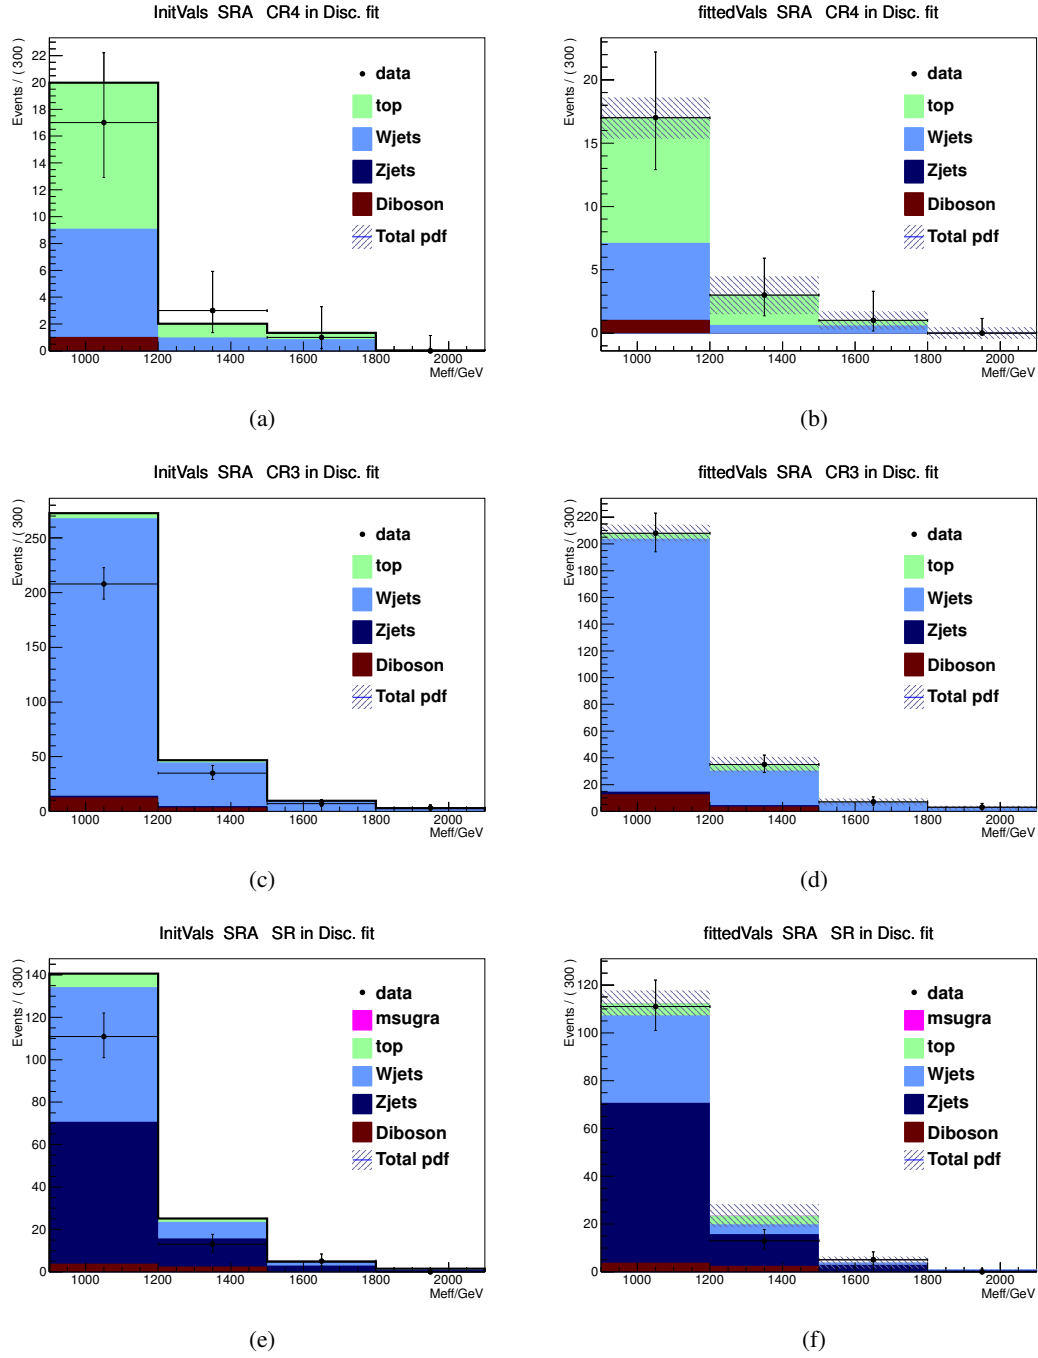 InitVals SRA CR4 in Disc. fit
Events / ( 300 )
22
20
18
16
14
12
10
8
6
4
2
0
data
top
Wjets
Zjets
Diboson
Total pdf
1000 1200 1400 1600 1800 2000
Meff/GeV
(a)
fittedVals SRA CR4 in Disc. fit
Events / ( 300 )
20
15
10
5
0
data
top
Wjets
Zjets
Diboson
Total pdf
1000 1200 1400 1600 1800 2000
Meff/GeV
(b)
InitVals SRA CR3 in Disc. fit
Events / ( 300 )
250
200
150
100
50
0
data
top
Wjets
Zjets
Diboson
Total pdf
1000 1200 1400 1600 1800 2000
Meff/GeV
(c)
fittedVals SRA CR3 in Disc. fit
Events / ( 300 )
220
200
180
160
140
120
100
80
60
40
20
0
data
top
Wjets
Zjets
Diboson
Total pdf
1000 1200 1400 1600 1800 2000
Meff/GeV
(d)
InitVals SRA SR in Disc. fit
Events / ( 300 )
140
120
100
80
60
40
20
0
data
msugra
top
Wjets
Zjets
Diboson
Total pdf
1000 1200 1400 1600 1800 2000
Meff/GeV
(e)
fittedVals SRA SR in Disc. fit
Events / ( 300 )
120
100
80
60
40
20
0
data
msugra
top
Wjets
Zjets
Diboson
Total pdf
1000 1200 1400 1600 1800 2000
Meff/GeV
(f)